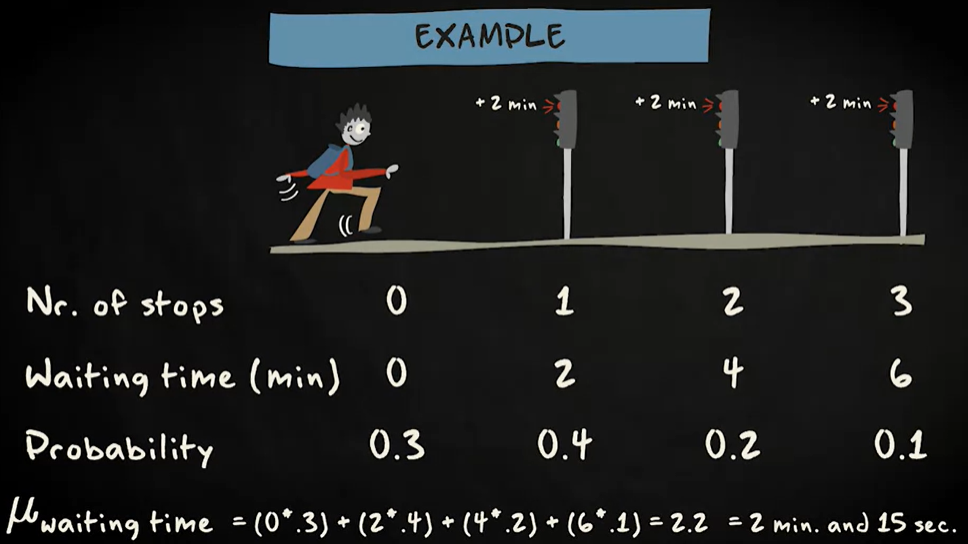 EXAMPLE
+ 2 min + 2 min + 2 min
Nr. of stops 0 1 2 3
Waiting time (min) 0 2 4 6
Probability 0.3 0.4 0.2 0.1
μ waiting time = (0*.3) + (2*.4) + (4*.2) + (6*.1) = 2.2 = 2 min. and 15 sec.